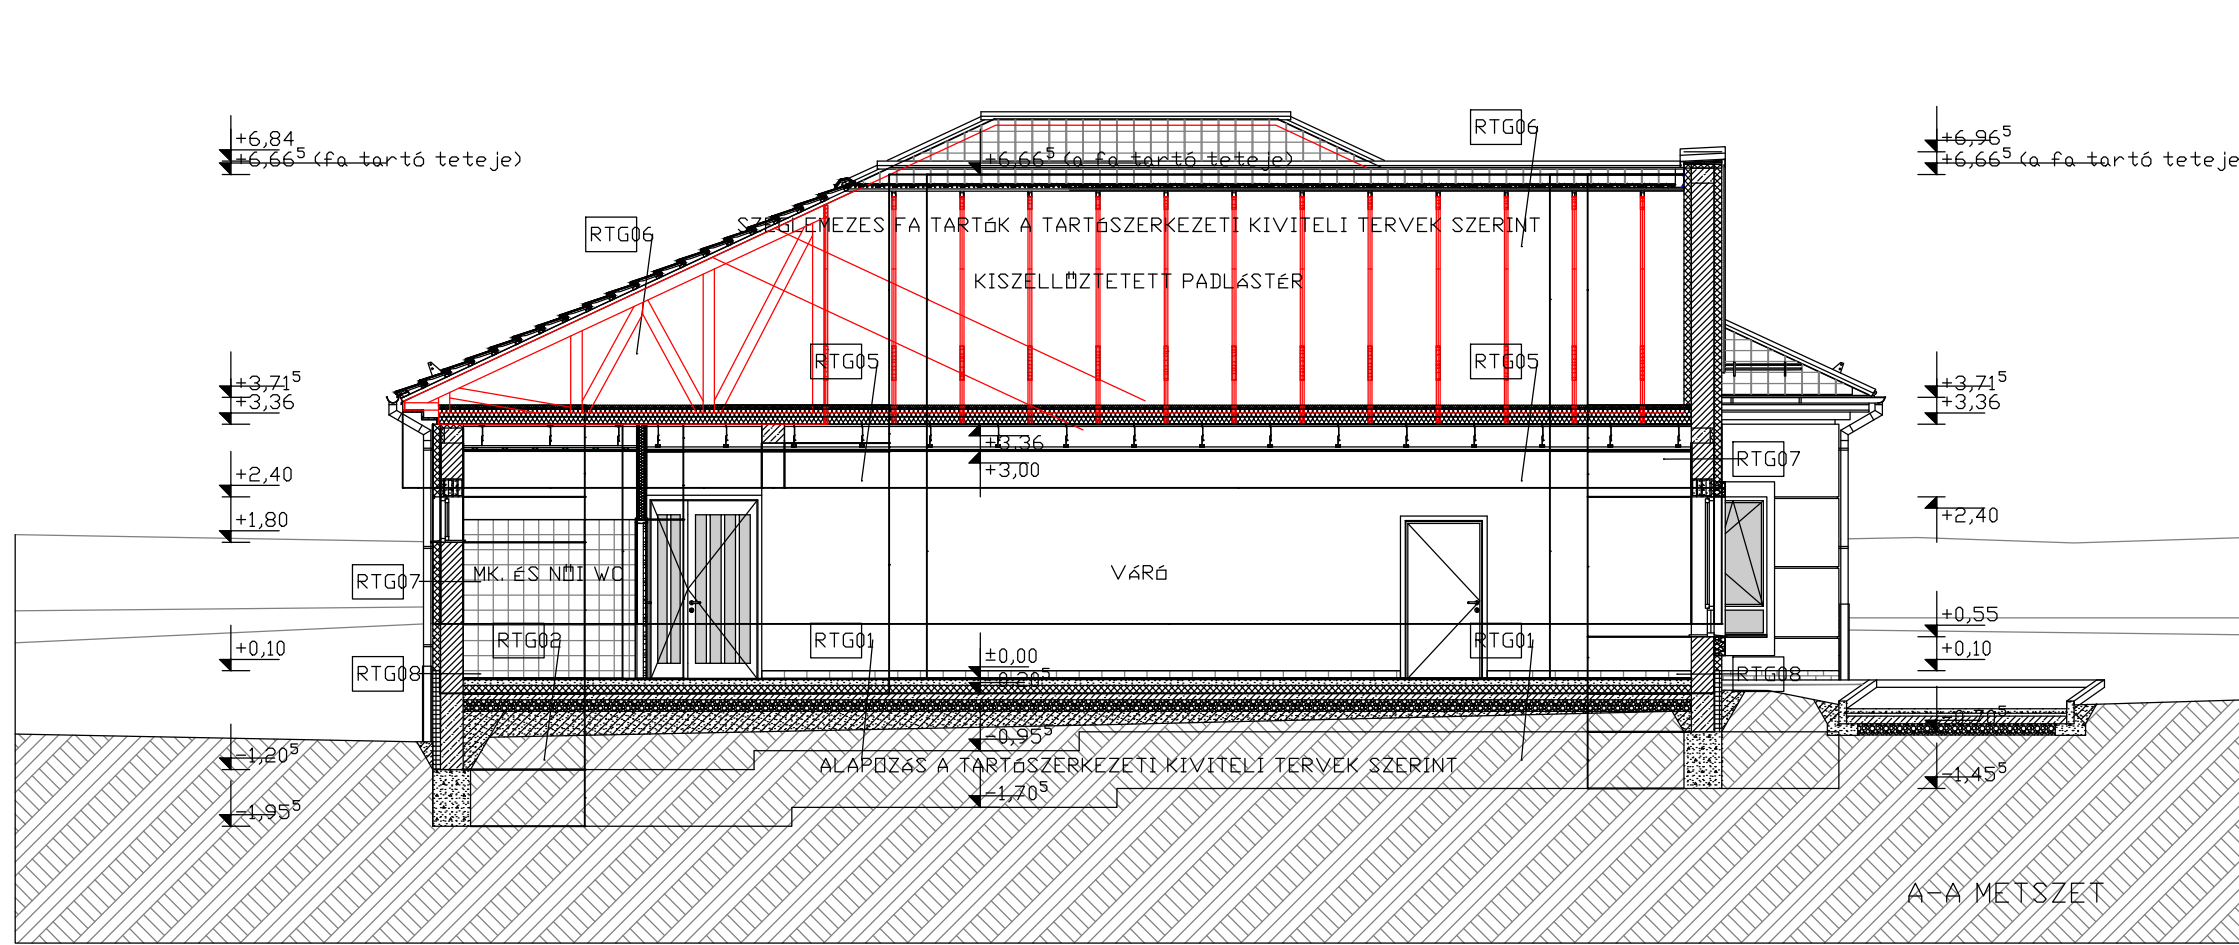 RTG06
+6,84
+6,66⁵ (fa tartó teteje)
+6,66⁵ (a fa tartó teteje)
+6,96⁵
+6,66⁵ (a fa tartó teteje
RTG06
SZEGLEMEZES FA TARTóK A TARTóSZERKEZETI KIVITELI TERVEK SZERINT
KISZELLŐZTETETT PADLáSTéR
RTG05
RTG05
+3,71⁵
+3,36
+3,71⁵
+3,36
+3,36
+3,00
RTG07
+2,40
+1,80
+2,40
RTG07
MK. éS NŐI WC
VáRó
RTG02
RTG01
RTG01
+0,55
+0,10
+0,10
±0,00
-0,20⁵
RTG08
RTG08
-0,70⁵
-0,95⁵
-1,20⁵
ALAPOZáS A TARTóSZERKEZETI KIVITELI TERVEK SZERINT
-1,45⁵
-1,70⁵
-1,95⁵
A-A METSZET